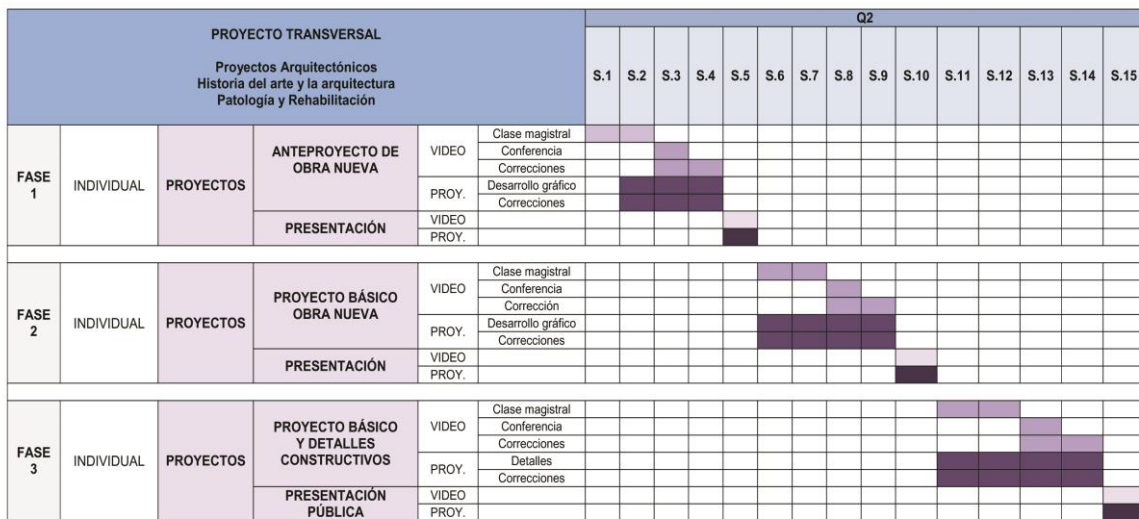 PROYECTO TRANSVERSAL
Proyectos Arquitectónicos
Historia del arte y la arquitectura
Patología y Rehabilitación
Q2
S.1 S.2 S.3 S.4 S.5 S.6 S.7 S.8 S.9 S.10 S.11 S.12 S.13 S.14 S.15
FASE
1
INDIVIDUAL
PROYECTOS
ANTEPROYECTO DE
OBRA NUEVA
VIDEO
Clase magistral
Conferencia
Correcciones
PROY.
Desarrollo gráfico
Correcciones
PRESENTACIÓN
VIDEO
PROY.
FASE
2
INDIVIDUAL
PROYECTOS
PROYECTO BÁSICO
OBRA NUEVA
VIDEO
Clase magistral
Conferencia
Corrección
PROY.
Desarrollo gráfico
Correcciones
PRESENTACIÓN
VIDEO
PROY.
FASE
3
INDIVIDUAL
PROYECTOS
PROYECTO BÁSICO
Y DETALLES
CONSTRUCTIVOS
VIDEO
Clase magistral
Conferencia
Correcciones
PROY.
Detalles
Correcciones
PRESENTACIÓN
PÚBLICA
VIDEO
PROY.